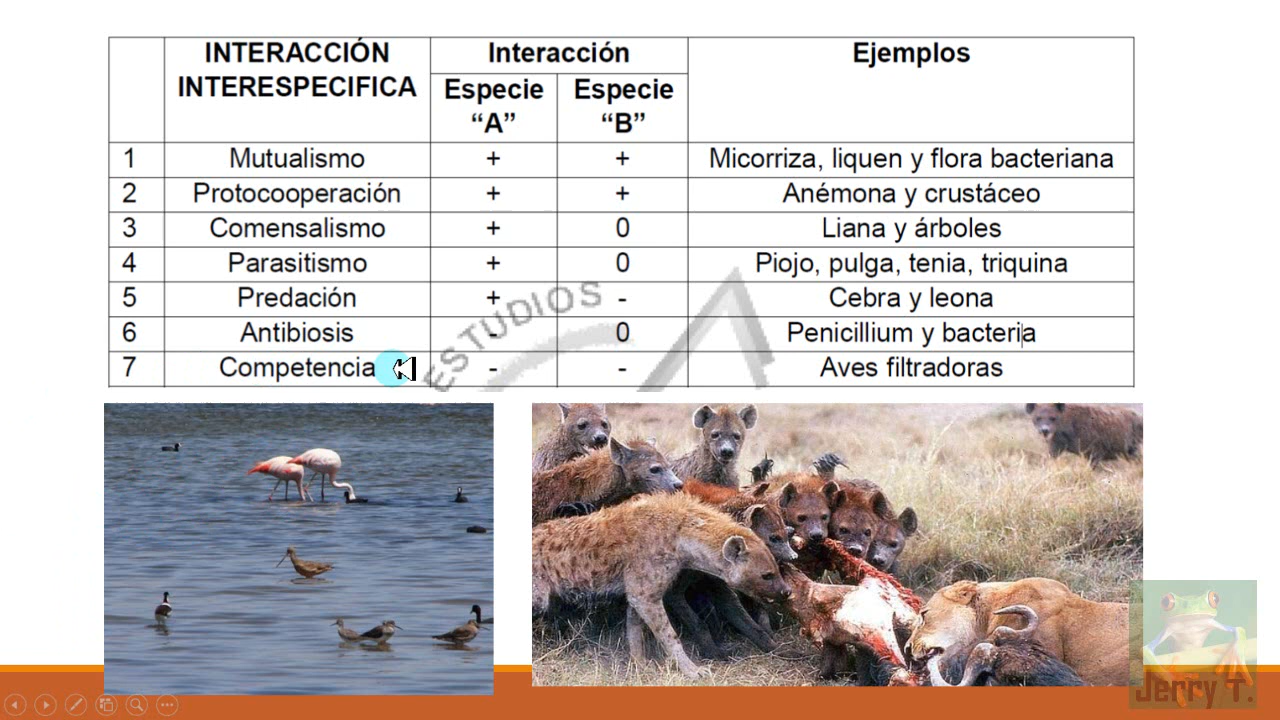 INTERACCIÓN INTERESPECIFICA Interacción Ejemplos
Especie “A” Especie “B”
1 Mutualismo + + Micorriza, liquen y flora bacteriana
2 Protocooperación + + Anémona y crustáceo
3 Comensalismo + 0 Liana y árboles
4 Parasitismo + 0 Piojo, pulga, tenia, triquina
5 Predación + - Cebra y leona
6 Antibiosis - 0 Penicillium y bacteria
7 Competencia - - Aves filtradoras
ESTUDIOS
Jerry T.